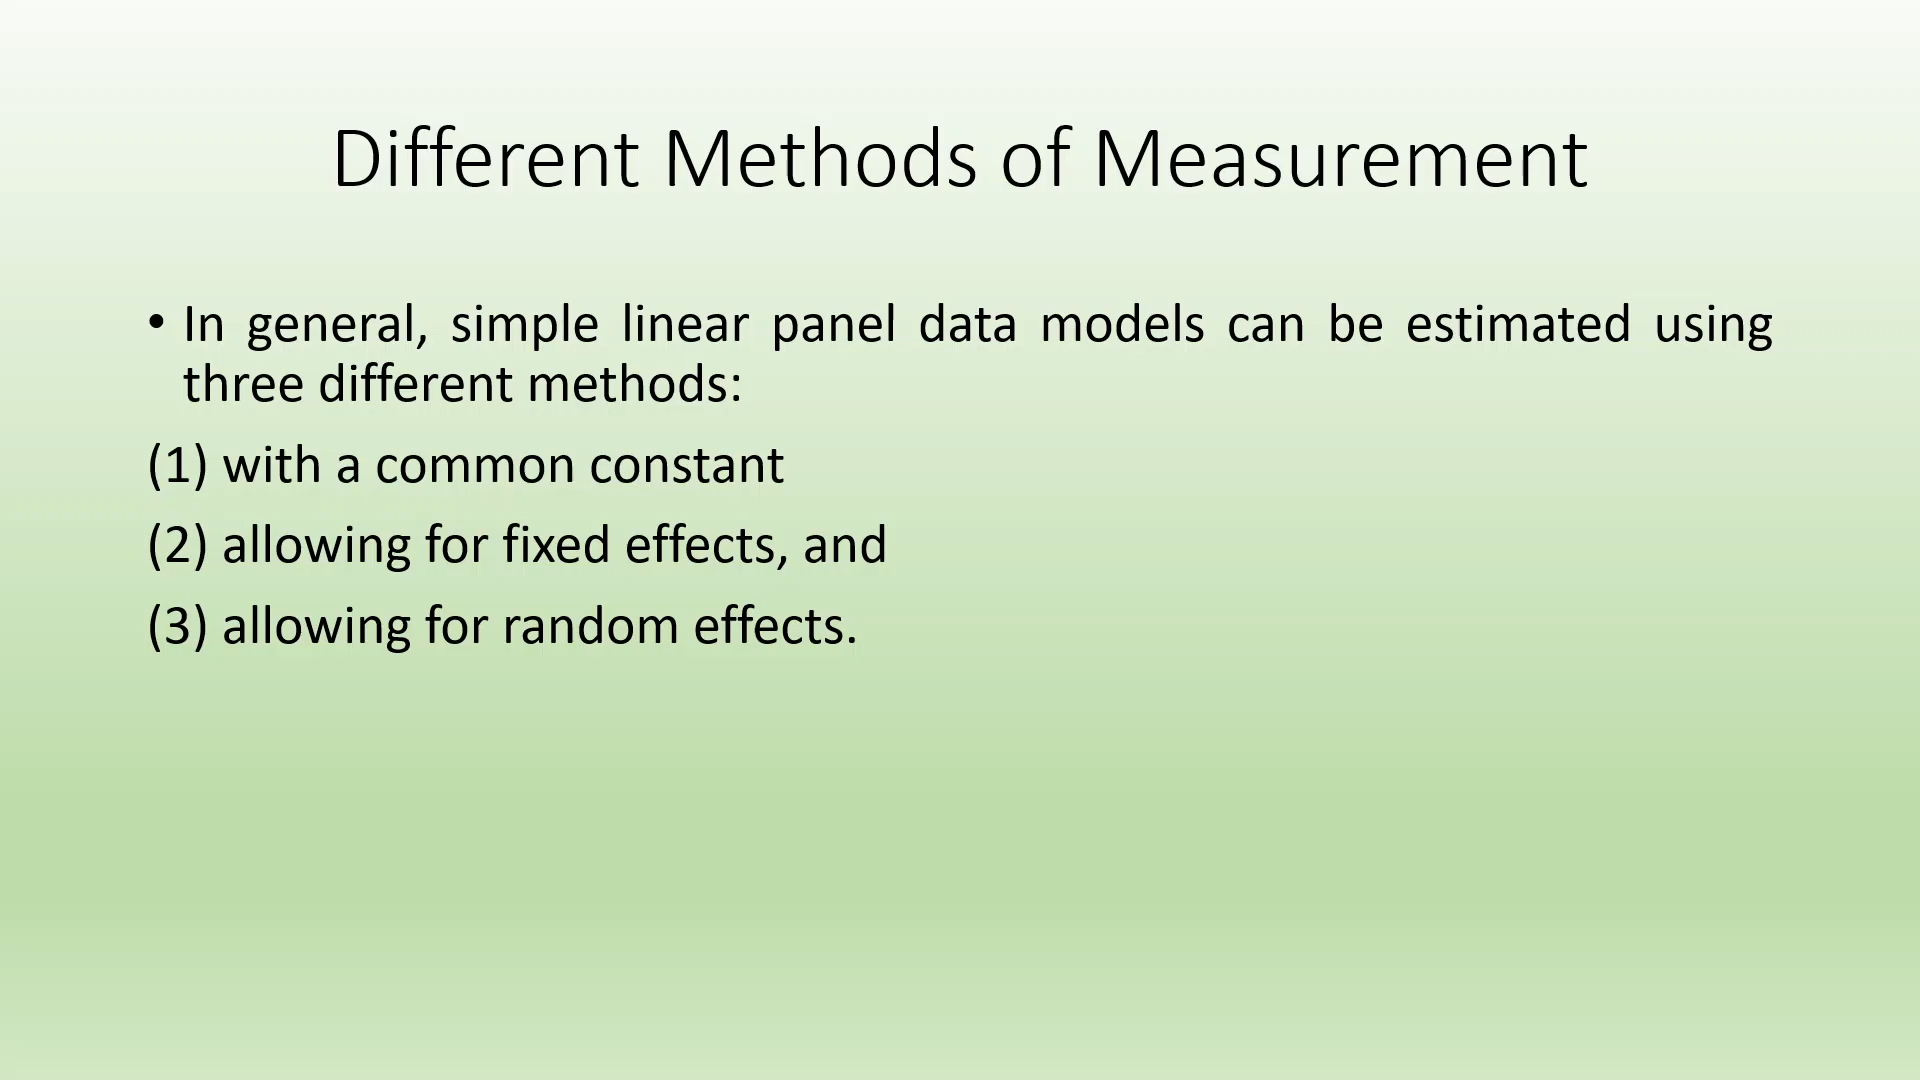 Different Methods of Measurement
• In general, simple linear panel data models can be estimated using
three different methods:
(1) with a common constant
(2) allowing for fixed effects, and
(3) allowing for random effects.